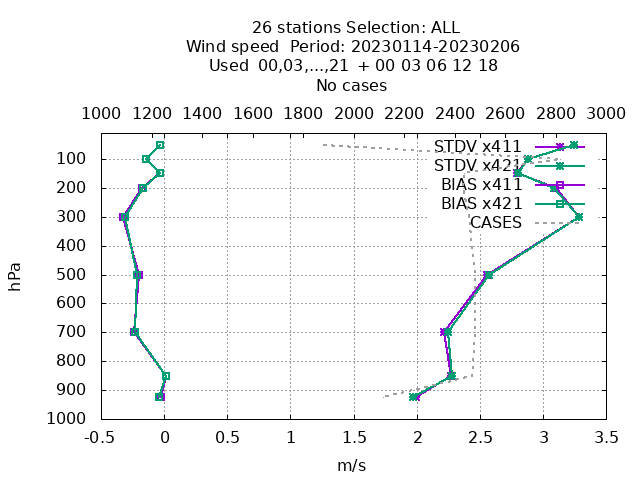 26 stations Selection: ALL
Wind speed  Period: 20230114-20230206
Used  00,03,...,21  + 00 03 06 12 18
No cases
1000 1200 1400 1600 1800 2000 2200 2400 2600 2800 3000
STDV x411
STDV x421
BIAS x411
BIAS x421
CASES
100
200
300
400
500
600
700
800
900
1000
hPa
-0.5 0 0.5 1 1.5 2 2.5 3 3.5
m/s